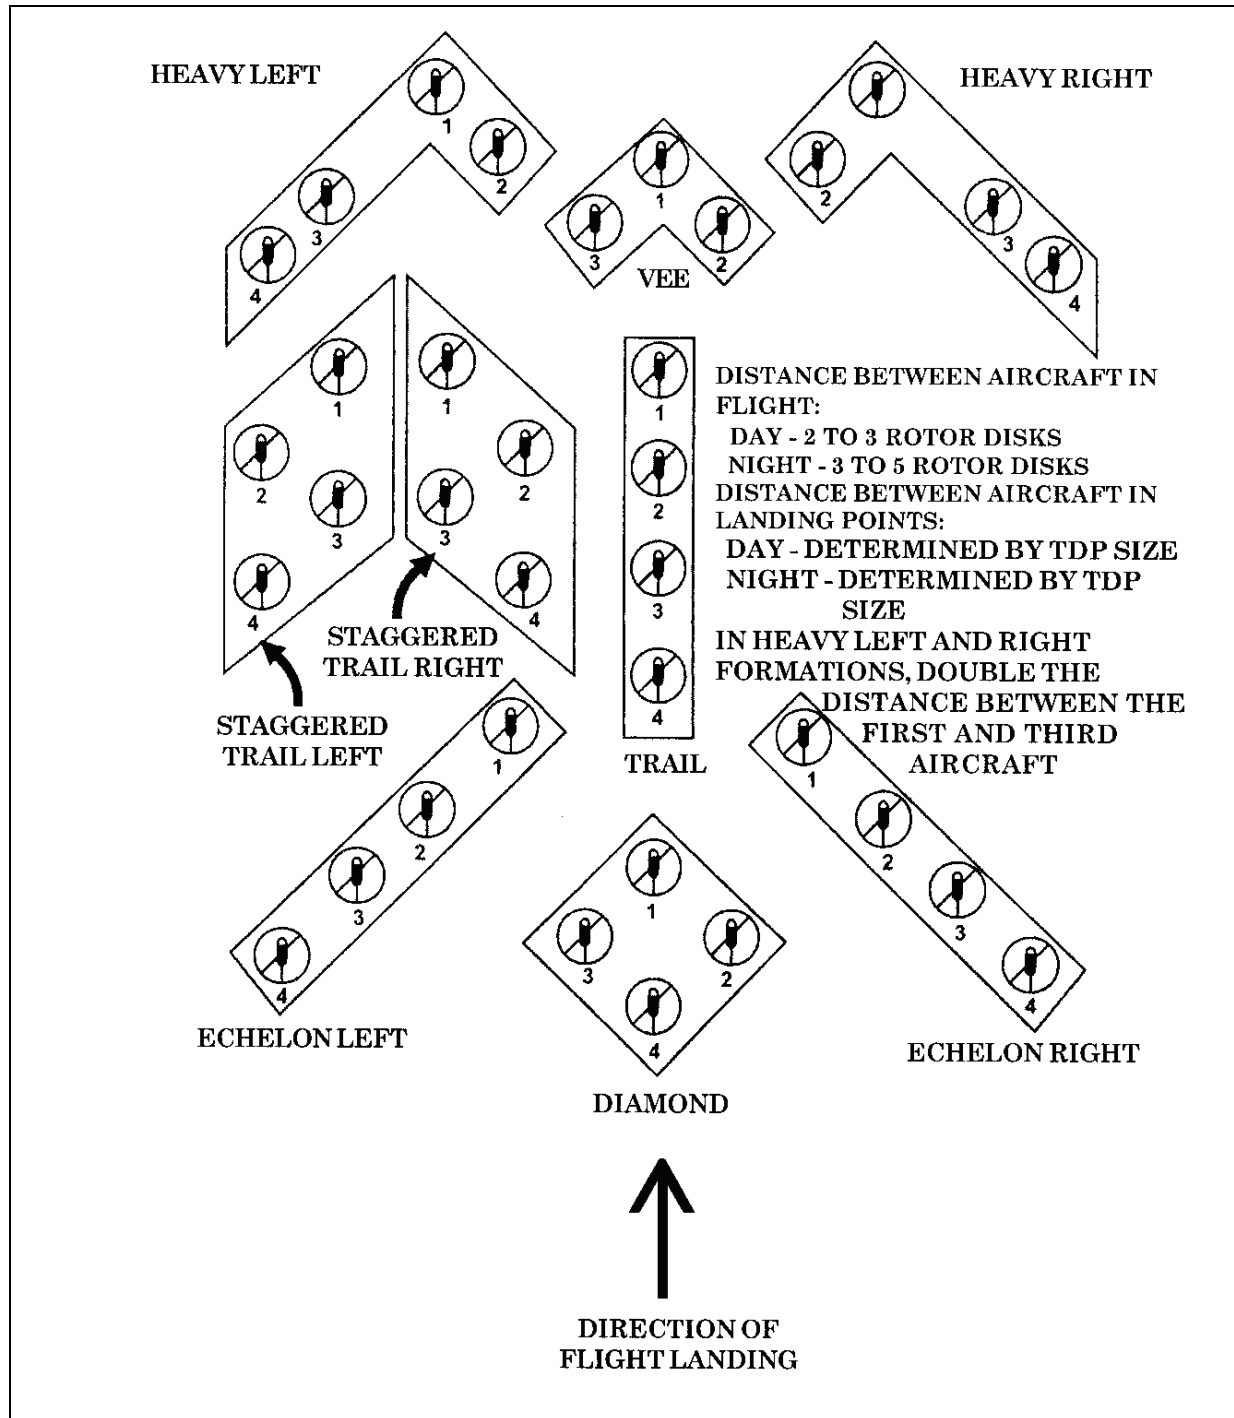 HEAVY LEFT
1
2
3
4
VEE
1
2
3
HEAVY RIGHT
2
3
4
STAGGERED
TRAIL LEFT
1
2
3
4
STAGGERED
TRAIL RIGHT
1
2
3
4
1
2
3
4
TRAIL
DISTANCE BETWEEN AIRCRAFT IN
FLIGHT:
DAY - 2 TO 3 ROTOR DISKS
NIGHT - 3 TO 5 ROTOR DISKS
DISTANCE BETWEEN AIRCRAFT IN
LANDING POINTS:
DAY - DETERMINED BY TDP SIZE
NIGHT - DETERMINED BY TDP
SIZE
IN HEAVY LEFT AND RIGHT
FORMATIONS, DOUBLE THE
DISTANCE BETWEEN THE
FIRST AND THIRD
AIRCRAFT
1
2
3
4
ECHELON LEFT
1
2
3
4
DIAMOND
1
2
3
4
ECHELON RIGHT
DIRECTION OF
FLIGHT LANDING